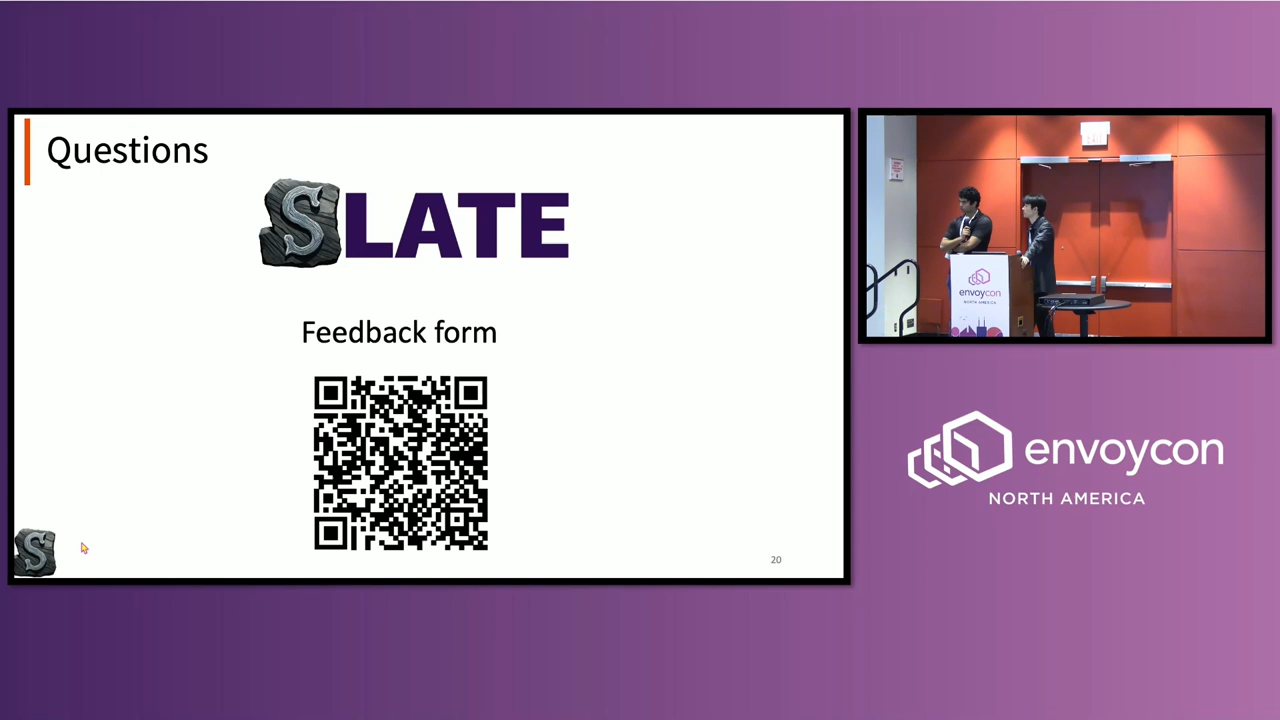 Questions
SLATE
Feedback form
S
20
envoycon
NORTH AMERICA
envoycon
NORTH AMERICA